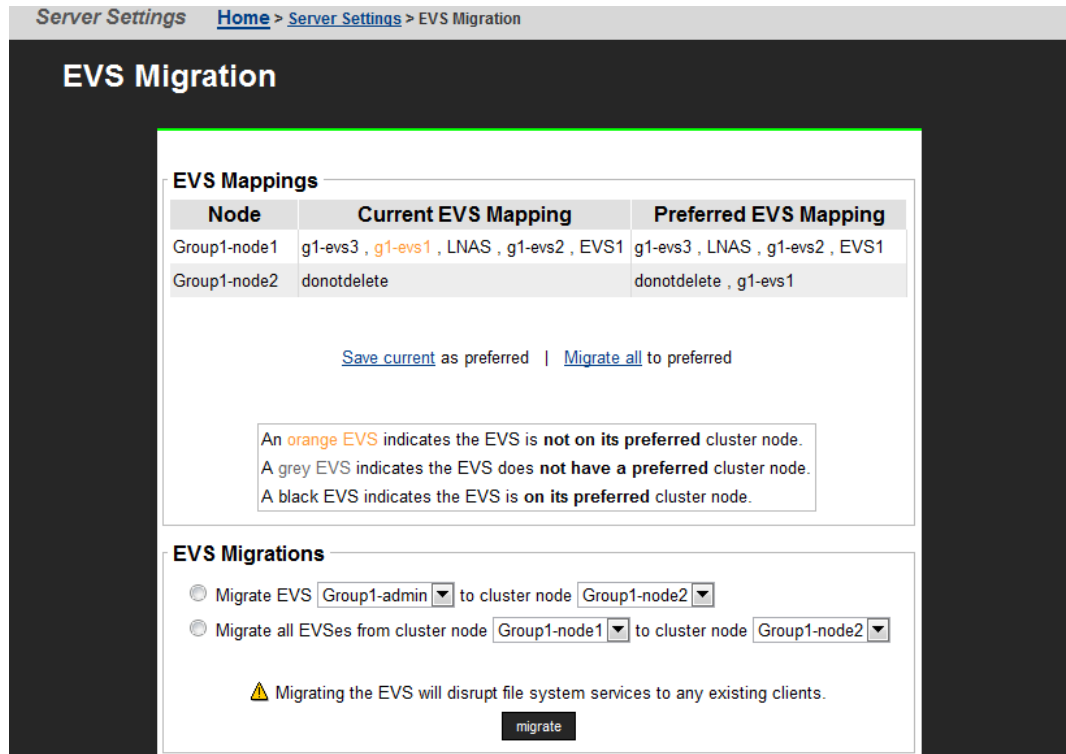 Server Settings Home > Server Settings > EVS Migration
EVS Migration
EVS Mappings
Node Current EVS Mapping Preferred EVS Mapping
Group1-node1 g1-evs3 , g1-evs1 , LNAS , g1-evs2 , EVS1 g1-evs3 , LNAS , g1-evs2 , EVS1
Group1-node2 donotdelete donotdelete , g1-evs1
Save current as preferred | Migrate all to preferred
An orange EVS indicates the EVS is not on its preferred cluster node.
A grey EVS indicates the EVS does not have a preferred cluster node.
A black EVS indicates the EVS is on its preferred cluster node.
EVS Migrations
Migrate EVS Group1-admin to cluster node Group1-node2
Migrate all EVSes from cluster node Group1-node1 to cluster node Group1-node2
Migrating the EVS will disrupt file system services to any existing clients.
migrate